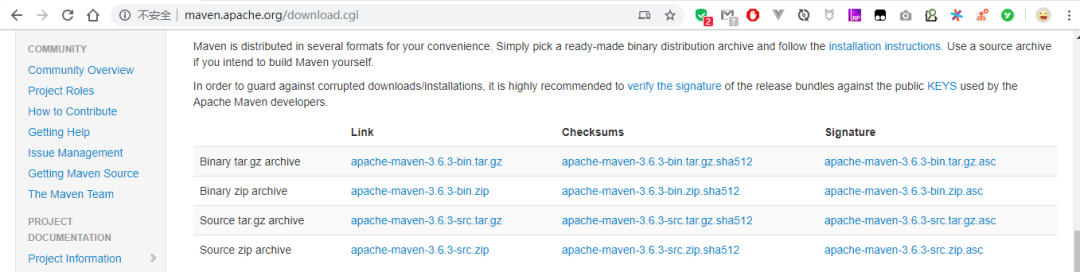 不安全 | maven.apache.org/download.cgi
2
?
RP
COMMUNITY
Community Overview
Project Roles
How to Contribute
Getting Help
Issue Management
Getting Maven Source
The Maven Team
PROJECT
DOCUMENTATION
Project Information
Maven is distributed in several formats for your convenience. Simply pick a ready-made binary distribution archive and follow the installation instructions. Use a source archive
if you intend to build Maven yourself.
In order to guard against corrupted downloads/installations, it is highly recommended to verify the signature of the release bundles against the public KEYS used by the
Apache Maven developers.
Link Checksums Signature
Binary tar.gz archive apache-maven-3.6.3-bin.tar.gz apache-maven-3.6.3-bin.tar.gz.sha512 apache-maven-3.6.3-bin.tar.gz.asc
Binary zip archive apache-maven-3.6.3-bin.zip apache-maven-3.6.3-bin.zip.sha512 apache-maven-3.6.3-bin.zip.asc
Source tar.gz archive apache-maven-3.6.3-src.tar.gz apache-maven-3.6.3-src.tar.gz.sha512 apache-maven-3.6.3-src.tar.gz.asc
Source zip archive apache-maven-3.6.3-src.zip apache-maven-3.6.3-src.zip.sha512 apache-maven-3.6.3-src.zip.asc